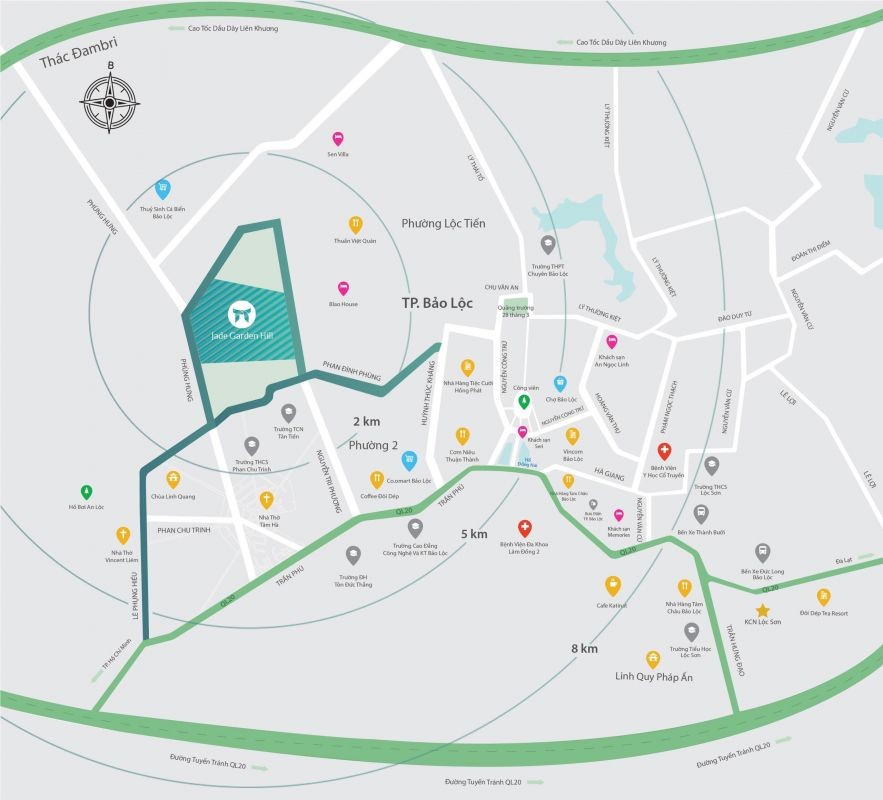 Cao Tốc Dầu Dây Liên Khương
Cao Tốc Dầu Dây Liên Khương
Thác Đambri
B
NGUYỄN VĂN CỪ
LÝ THƯỜNG KIỆT
Sen Villa
LÝ THÁI TỔ
PHÙNG HƯNG
Thuỷ Sinh Cá Biển
Bảo Lộc
Phường Lộc Tiến
Thuần Việt Quán
Trường THPT
Chuyên Bảo Lộc
LÝ THƯỜNG KIỆT
ĐOÀN THỊ ĐIỂM
CHU VĂN AN
Blao House
TP. Bảo Lộc
Quảng trường
28 tháng 3
LÝ THƯỜNG KIỆT
ĐÀO DUY TỪ
NGUYỄN VĂN CỪ
Jade Garden Hill
NGUYỄN CÔNG TRỨ
Khách sạn
An Ngọc Linh
PHÙNG HƯNG
PHAN ĐÌNH PHÙNG
HUỲNH THÚC KHÁNG
Nhà Hàng Tiệc Cưới
Hồng Phát
Công viên
Chợ Bảo Lộc
HOÀNG VĂN THỤ
PHẠM NGỌC THẠCH
NGUYỄN VĂN CỪ
LÊ LỢI
LÊ LỢI
2 km
NGUYỄN CÔNG TRỨ
Trường TCN
Tân Tiến
Phường 2
Khách sạn
Seri
Vincom
Bảo Lộc
Trường THCS
Phan Chu Trinh
Cơm Niêu
Thuận Thành
Hồ
Đồng Nai
Bệnh Viện
Y Học Cổ Truyền
NGUYỄN TRI PHƯƠNG
Co.opmart Bảo Lộc
HÀ GIANG
Trường THCS
Lộc Sơn
Chùa Linh Quang
Coffee Đôi Dép
TRẦN PHÚ
Nhà Hàng Tâm Châu
Bảo Lộc
Hồ Bơi An Lộc
Nhà Thờ
Tâm Hà
QL20
Bưu Điện
TP. Bảo Lộc
Khách sạn
Memories
NGUYỄN VĂN CỪ
Bến Xe Thành Bưởi
PHAN CHU TRINH
5 km
Nhà Thờ
Vincent Liêm
Trường Cao Đẳng
Công Nghệ Và KT Bảo Lộc
Bệnh Viện Đa Khoa
Lâm Đồng 2
QL20
Bến Xe Đức Long
Bảo Lộc
Đà Lạt
TRẦN PHÚ
Trường ĐH
Tôn Đức Thắng
LÊ PHỤNG HIỂU
QL20
QL20
Cafe Katinat
Nhà Hàng Tâm
Châu Bảo Lộc
KCN Lộc Sơn
Đôi Dép Tea Resort
TP. Hồ Chí Minh
8 km
Trường Tiểu Học
Lộc Sơn
TRẦN HƯNG ĐẠO
Linh Quy Pháp Ấn
Đường Tuyến Tránh QL20
Đường Tuyến Tránh QL20
Đường Tuyến Tránh QL20